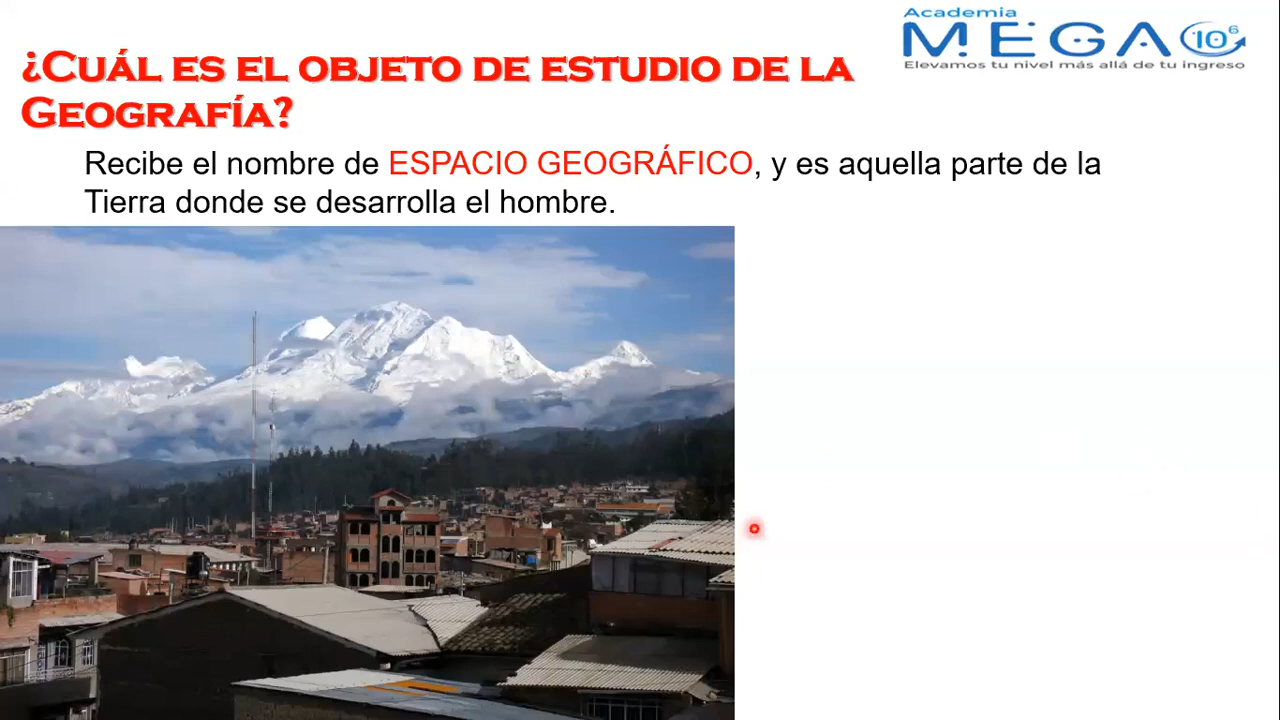 Academia
MEGA 10⁶
Elevamos tu nivel más allá de tu ingreso
¿Cuál es el objeto de estudio de la
Geografía?
Recibe el nombre de ESPACIO GEOGRÁFICO, y es aquella parte de la
Tierra donde se desarrolla el hombre.